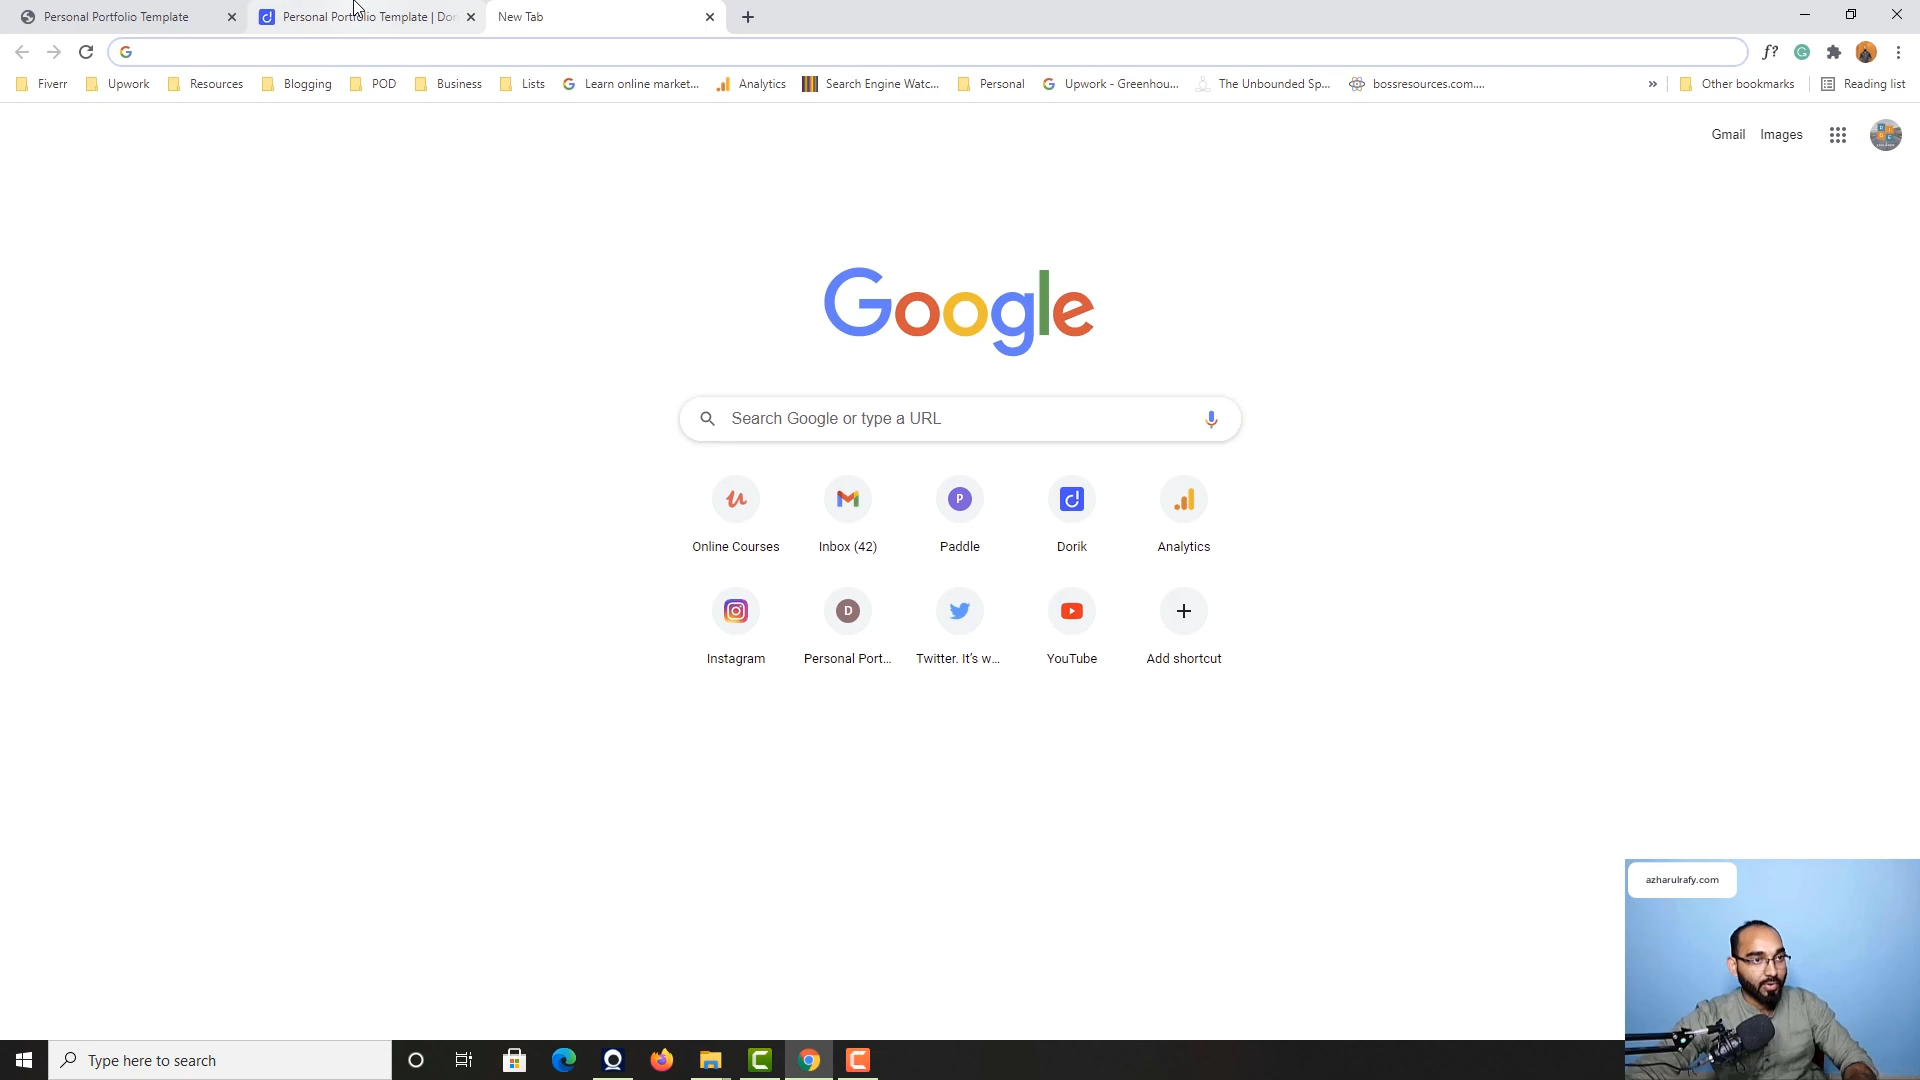 Personal Portfolio Template
Personal Portfolio Template | Dor
New Tab
Fiverr
Upwork
Resources
Blogging
POD
Business
Lists
Learn online market...
Analytics
Search Engine Watc...
Personal
Upwork - Greenhou...
The Unbounded Sp...
bossresources.com....
Other bookmarks
Reading list
Gmail
Images
Google
Search Google or type a URL
Online Courses
Inbox (42)
Paddle
Dorik
Analytics
Instagram
Personal Port...
Twitter. It's w...
YouTube
Add shortcut
azharulrafy.com
Type here to search